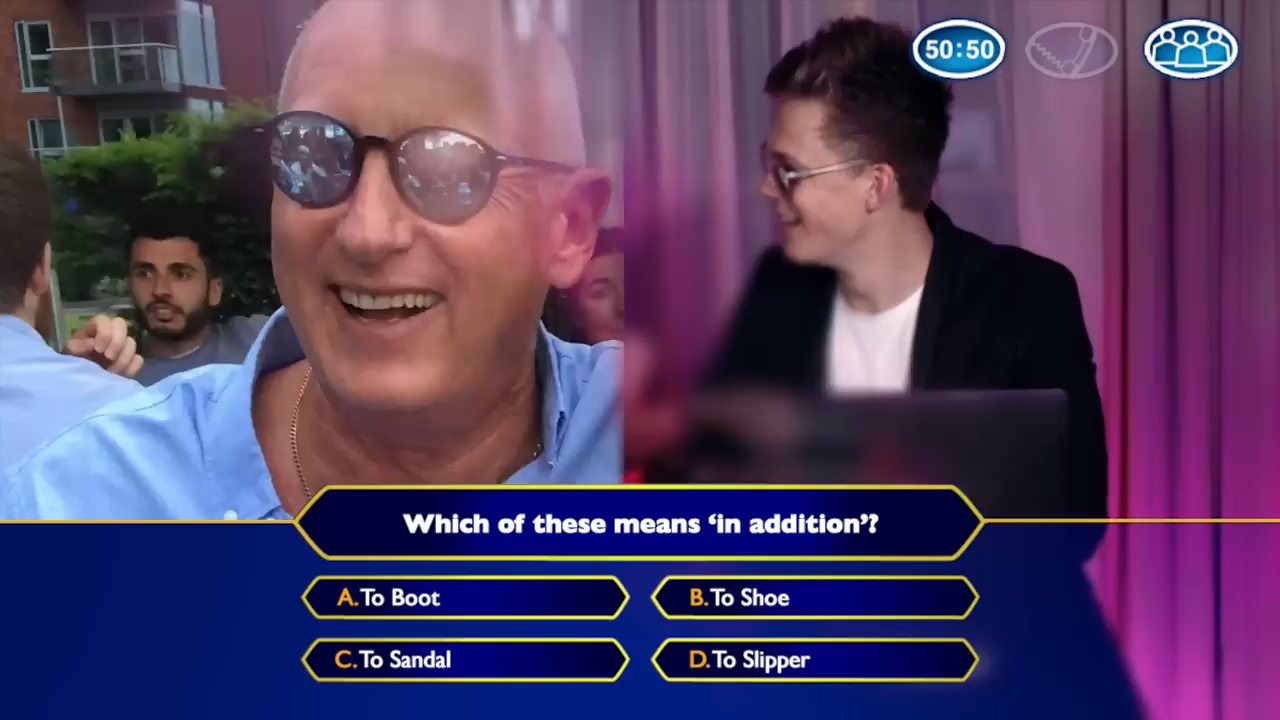 50:50
Which of these means ‘in addition’?
A. To Boot
B. To Shoe
C. To Sandal
D. To Slipper